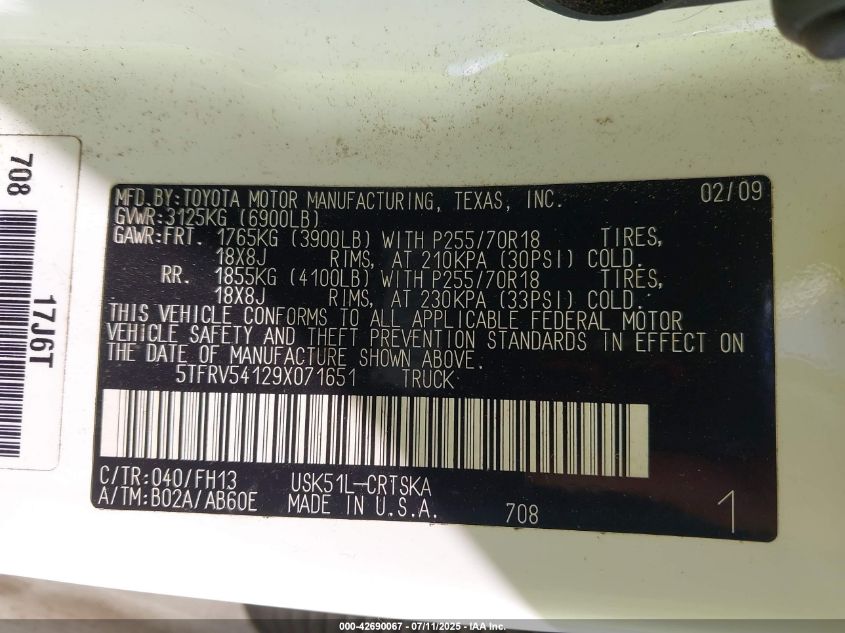 708
17J6T
MFD.BY:TOYOTA MOTOR MANUFACTURING, TEXAS, INC. 02/09
GVWR:3125KG (6900LB)
GAWR:FRT. 1765KG (3900LB) WITH P255/70R18 TIRES,
18X8J RIMS, AT 210KPA (30PSI) COLD.
RR. 1855KG (4100LB) WITH P255/70R18 TIRES,
18X8J RIMS, AT 230KPA (33PSI) COLD.
THIS VEHICLE CONFORMS TO ALL APPLICABLE FEDERAL MOTOR
VEHICLE SAFETY AND THEFT PREVENTION STANDARDS IN EFFECT ON
THE DATE OF MANUFACTURE SHOWN ABOVE.
5TFRV54129X071651 TRUCK
C/TR:040/FH13 USK51L-CRTSKA
A/TM:B02A/AB60E MADE IN U.S.A. 708 1
000-42690067 - 07/11/2025 - IAA Inc.